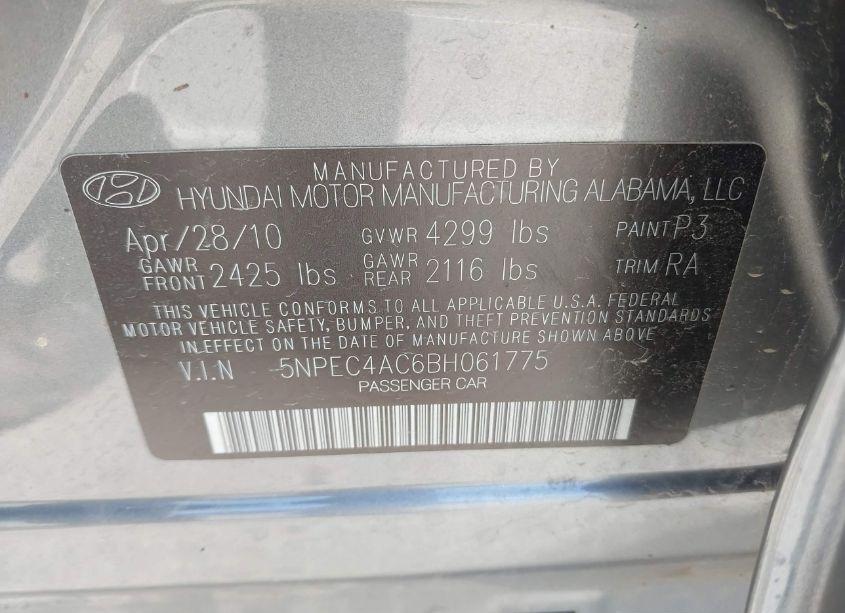 MANUFACTURED BY
HYUNDAI MOTOR MANUFACTURING ALABAMA, LLC
Apr/28/10 GVWR 4299 lbs PAINT P3
GAWR FRONT 2425 lbs GAWR REAR 2116 lbs TRIM RA
THIS VEHICLE CONFORMS TO ALL APPLICABLE U.S.A. FEDERAL
MOTOR VEHICLE SAFETY, BUMPER, AND THEFT PREVENTION STANDARDS
IN EFFECT ON THE DATE OF MANUFACTURE SHOWN ABOVE
V.I.N 5NPEC4AC6BH061775
PASSENGER CAR